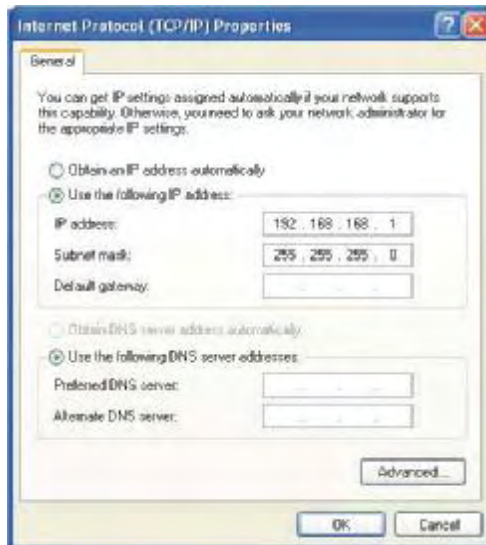 Internet Protocol (TCP/IP) Properties
General
You can get IP settings assigned automatically if your network supports
this capability. Otherwise, you need to ask your network administrator for
the appropriate IP settings.
Obtain an IP address automatically
Use the following IP address:
IP address: 192 . 168 . 168 . 1
Subnet mask: 255 . 255 . 255 . 0
Default gateway: . . .
Obtain DNS server address automatically
Use the following DNS server addresses:
Preferred DNS server: . . .
Alternate DNS server: . . .
Advanced...
OK Cancel